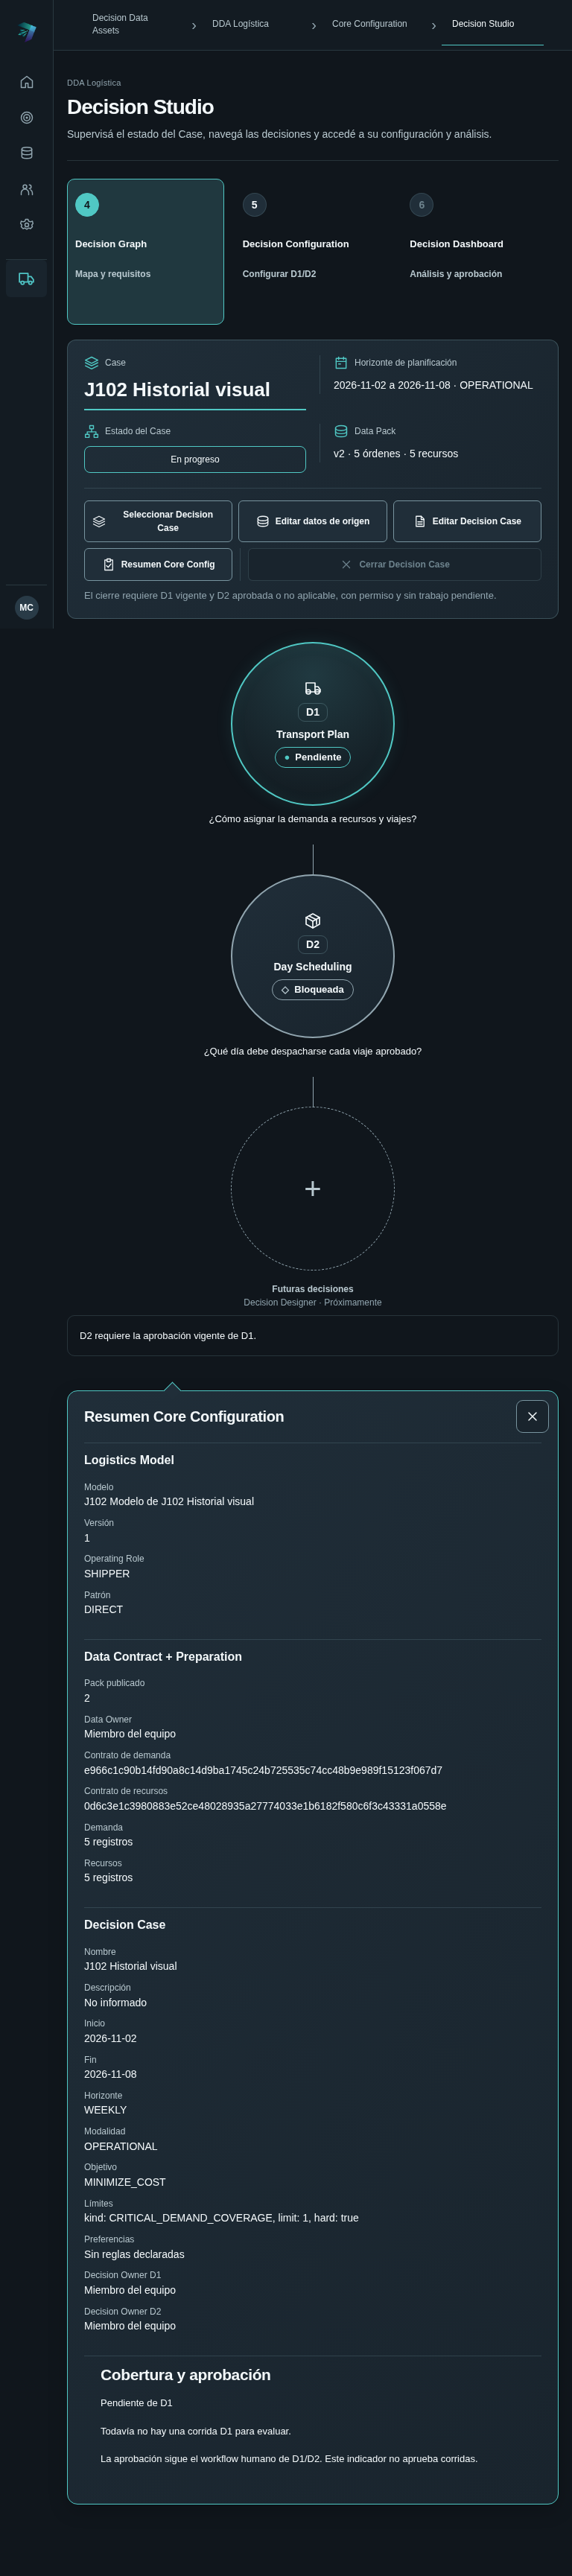 Decision Data
Assets
DDA Logística
Core Configuration
Decision Studio
DDA Logística
Decision Studio
Supervisá el estado del Case, navegá las decisiones y accedé a su configuración y análisis.
4
Decision Graph
Mapa y requisitos
5
Decision Configuration
Configurar D1/D2
6
Decision Dashboard
Análisis y aprobación
Case
J102 Historial visual
Horizonte de planificación
2026-11-02 a 2026-11-08 · OPERATIONAL
Estado del Case
En progreso
Data Pack
v2 · 5 órdenes · 5 recursos
Seleccionar Decision
Case
Editar datos de origen
Editar Decision Case
Resumen Core Config
Cerrar Decision Case
El cierre requiere D1 vigente y D2 aprobada o no aplicable, con permiso y sin trabajo pendiente.
MC
D1
Transport Plan
Pendiente
¿Cómo asignar la demanda a recursos y viajes?
D2
Day Scheduling
Bloqueada
¿Qué día debe despacharse cada viaje aprobado?
Futuras decisiones
Decision Designer · Próximamente
D2 requiere la aprobación vigente de D1.
Resumen Core Configuration
Logistics Model
Modelo
J102 Modelo de J102 Historial visual
Versión
1
Operating Role
SHIPPER
Patrón
DIRECT
Data Contract + Preparation
Pack publicado
2
Data Owner
Miembro del equipo
Contrato de demanda
e966c1c90b14fd90a8c14d9ba1745c24b725535c74cc48b9e989f15123f067d7
Contrato de recursos
0d6c3e1c3980883e52ce48028935a27774033e1b6182f580c6f3c43331a0558e
Demanda
5 registros
Recursos
5 registros
Decision Case
Nombre
J102 Historial visual
Descripción
No informado
Inicio
2026-11-02
Fin
2026-11-08
Horizonte
WEEKLY
Modalidad
OPERATIONAL
Objetivo
MINIMIZE_COST
Límites
kind: CRITICAL_DEMAND_COVERAGE, limit: 1, hard: true
Preferencias
Sin reglas declaradas
Decision Owner D1
Miembro del equipo
Decision Owner D2
Miembro del equipo
Cobertura y aprobación
Pendiente de D1
Todavía no hay una corrida D1 para evaluar.
La aprobación sigue el workflow humano de D1/D2. Este indicador no aprueba corridas.